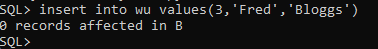 SQL> insert into wu values(3,'Fred','Bloggs')
0 records affected in B
SQL>